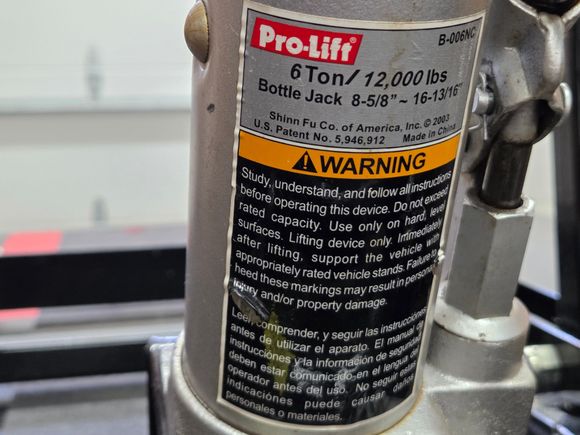 Pro-Lift
B-006NC
6 Ton/ 12,000 lbs
Bottle Jack 8-5/8"~ 16-13/16"
Shinn Fu Co. of America, Inc. © 2003
U.S. Patent No. 5,946,912 Made in China
WARNING
Study, understand, and follow all instructions
before operating this device. Do not exceed
rated capacity. Use only on hard, level
surfaces. Lifting device only. Immediately
after lifting, support the vehicle with
appropriately rated vehicle stands. Failure to
heed these markings may result in personal
injury and/or property damage.
Leer, comprender, y seguir las instrucciones
antes de utilizar el aparato. El manual de
instrucciones y la información de seguridad
deben estar comunicado en el lengua del
operador antes del uso. No seguir estas
indicaciones puede causar daños
personales o materiales.